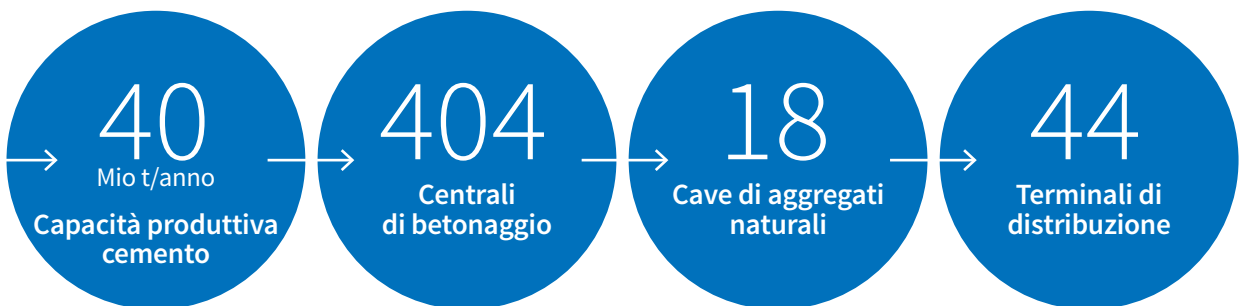 40
Mio t/anno
Capacità produttiva
cemento
404
Centrali
di betonaggio
18
Cave di aggregati
naturali
44
Terminali di
distribuzione